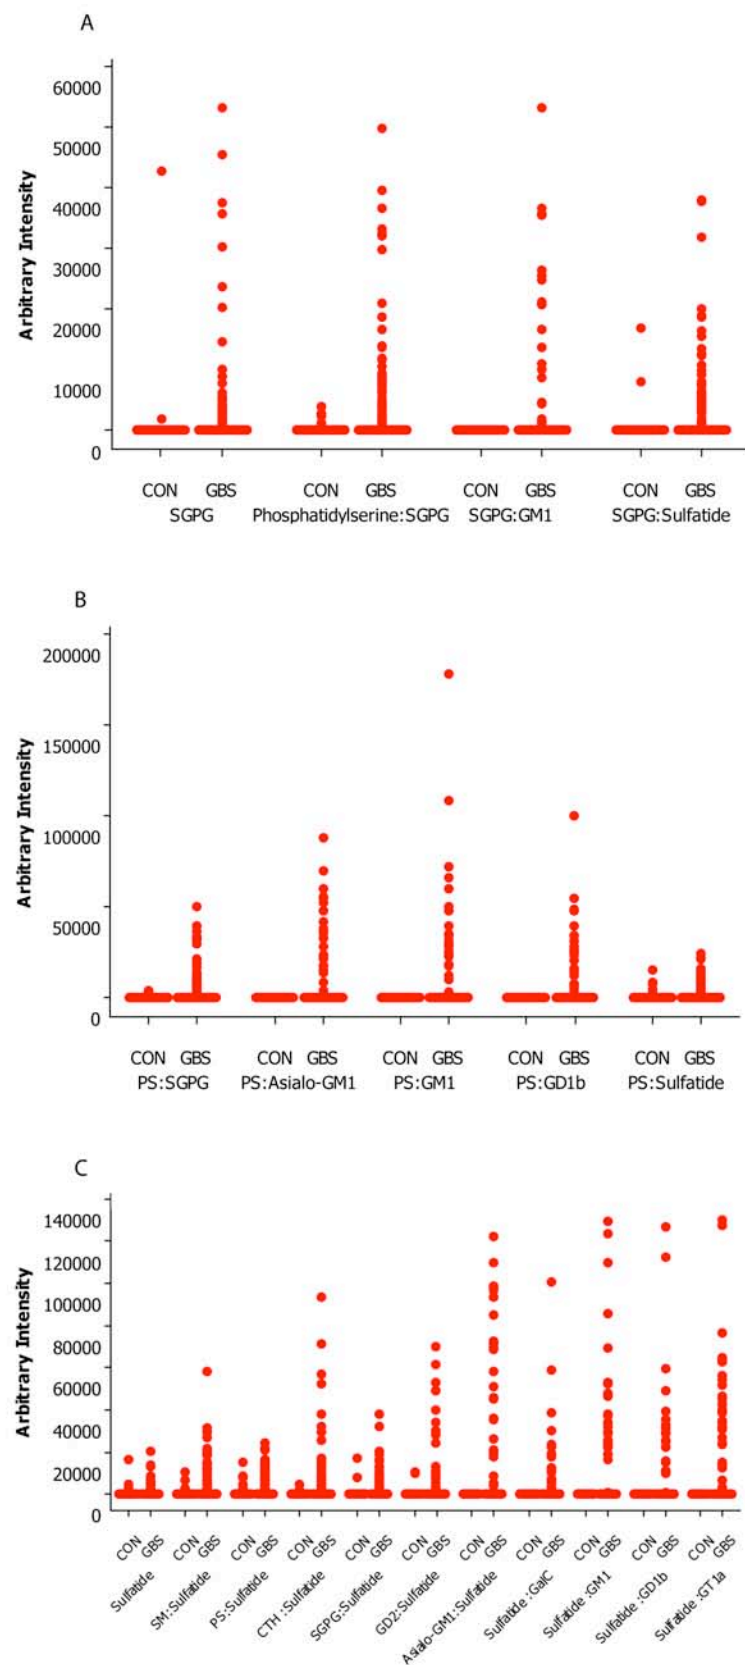 A
60000
50000
40000
30000
20000
10000
0
Arbitrary Intensity
CON GBS CON GBS CON GBS CON GBS
SGPG Phosphatidylserine:SGPG SGPG:GM1 SGPG:Sulfatide
B
200000
150000
100000
50000
0
Arbitrary Intensity
CON GBS CON GBS CON GBS CON GBS CON GBS
PS:SGPG PS:Asialo-GM1 PS:GM1 PS:GD1b PS:Sulfatide
C
140000
120000
100000
80000
60000
40000
20000
0
Arbitrary Intensity
CON GBS CON GBS CON GBS CON GBS CON GBS CON GBS CON GBS CON GBS CON GBS CON GBS CON GBS
Sulfatide SM:Sulfatide PS:Sulfatide CTH :Sulfatide SGPG:Sulfatide GD2:Sulfatide Asialo-GM1:Sulfatide Sulfatide :GalC Sulfatide :GM1 Sulfatide :GD1b Sulfatide :GT1a